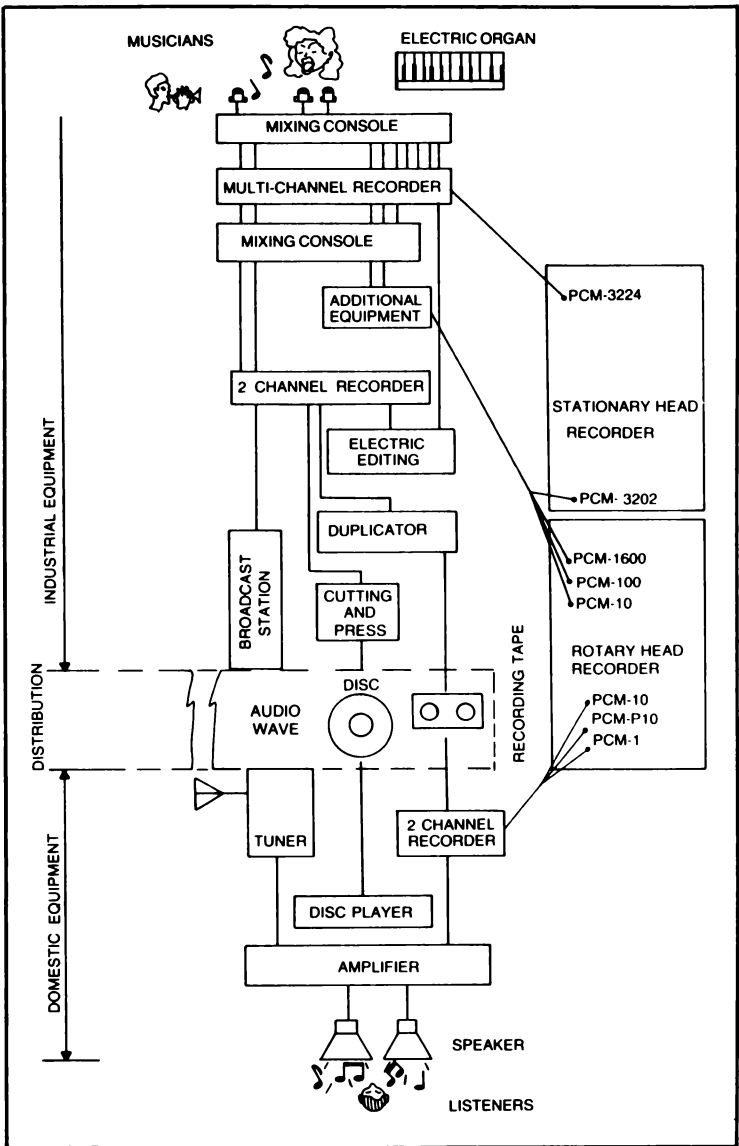 MUSICIANS
ELECTRIC ORGAN
MIXING CONSOLE
MULTI-CHANNEL RECORDER
MIXING CONSOLE
ADDITIONAL
EQUIPMENT
PCM-3224
2 CHANNEL RECORDER
STATIONARY HEAD
RECORDER
ELECTRIC
EDITING
PCM- 3202
DUPLICATOR
INDUSTRIAL EQUIPMENT
BROADCAST
STATION
CUTTING
AND
PRESS
PCM-1600
PCM-100
PCM-10
ROTARY HEAD
RECORDER
DISTRIBUTION
AUDIO
WAVE
DISC
RECORDING TAPE
PCM-10
PCM-P10
PCM-1
DOMESTIC EQUIPMENT
TUNER
2 CHANNEL
RECORDER
DISC PLAYER
AMPLIFIER
SPEAKER
LISTENERS